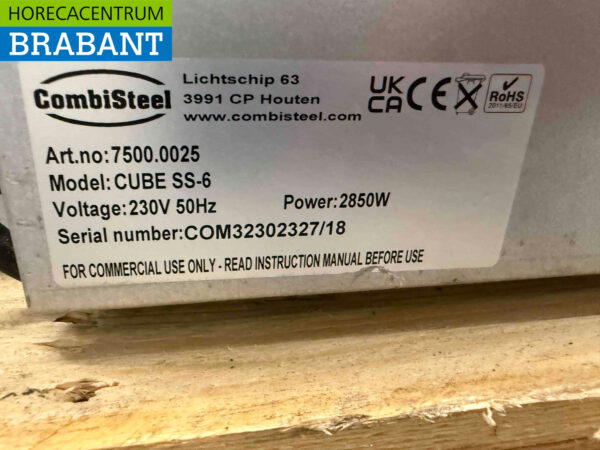 HORECACENTRUM
BRABANT
CombiSteel
Lichtschip 63
3991 CP Houten
www.combisteel.com
UK
CA
CE
RoHS
2011/65/EU
Art.no:7500.0025
Model: CUBE SS-6
Voltage:230V 50Hz
Power:2850W
Serial number:COM32302327/18
FOR COMMERCIAL USE ONLY - READ INSTRUCTION MANUAL BEFORE USE